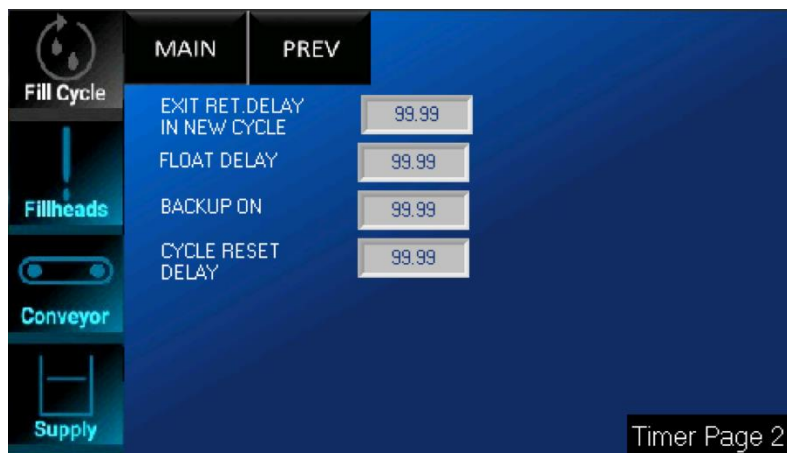 MAIN PREV
Fill Cycle
EXIT RET.DELAY
IN NEW CYCLE
99.99
FLOAT DELAY
99.99
Fillheads
BACKUP ON
99.99
CYCLE RESET
DELAY
99.99
Conveyor
Supply
Timer Page 2